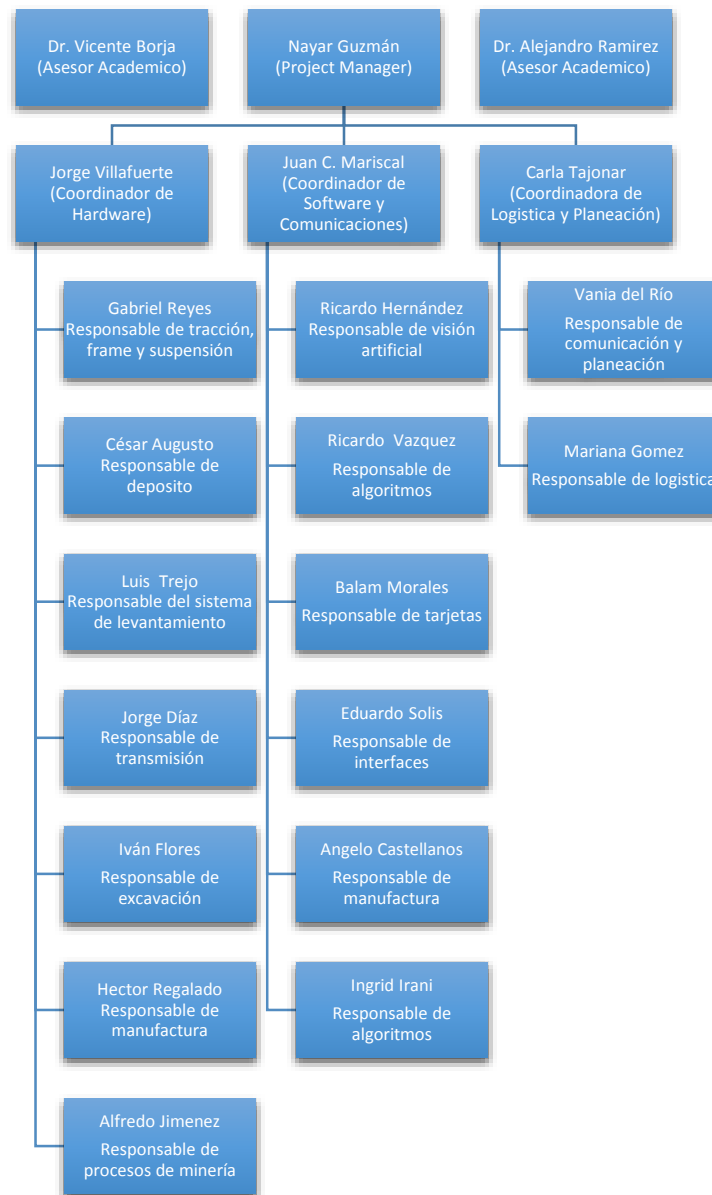 Dr. Vicente Borja
(Asesor Academico)
Nayar Guzmán
(Project Manager)
Dr. Alejandro Ramirez
(Asesor Academico)
Jorge Villafuerte
(Coordinador de
Hardware)
Juan C. Mariscal
(Coordinador de
Software y
Comunicaciones)
Carla Tajonar
(Coordinadora de
Logistica y Planeación)
Gabriel Reyes
Responsable de tracción,
frame y suspensión
César Augusto
Responsable de
deposito
Luis Trejo
Responsable del sistema
de levantamiento
Jorge Díaz
Responsable de
transmisión
Iván Flores
Responsable de
excavación
Hector Regalado
Responsable de
manufactura
Alfredo Jimenez
Responsable de
procesos de minería
Ricardo Hernández
Responsable de visión
artificial
Ricardo Vazquez
Responsable de
algoritmos
Balam Morales
Responsable de tarjetas
Eduardo Solis
Responsable de
interfaces
Angelo Castellanos
Responsable de
manufactura
Ingrid Irani
Responsable de
algoritmos
Vania del Río
Responsable de
comunicación y
planeación
Mariana Gomez
Responsable de logistica